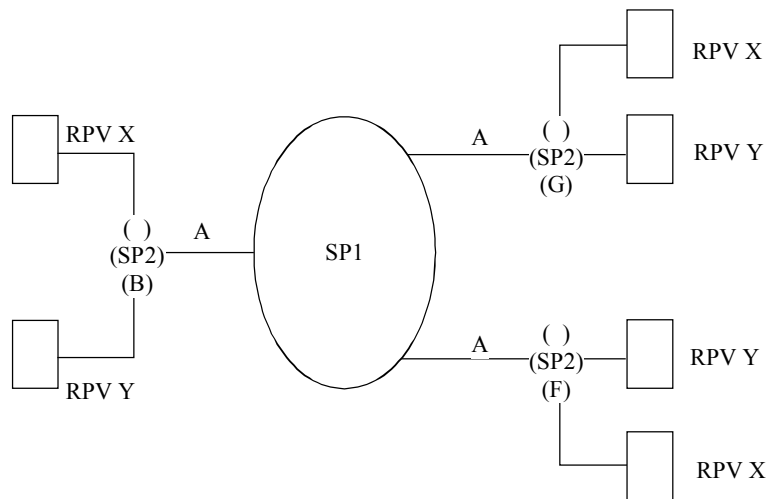 RPV X
A
( )
(SP2)
(G)
RPV Y
RPV X
( )
(SP2)
(B)
A
SP1
RPV Y
A
( )
(SP2)
(F)
RPV Y
RPV X